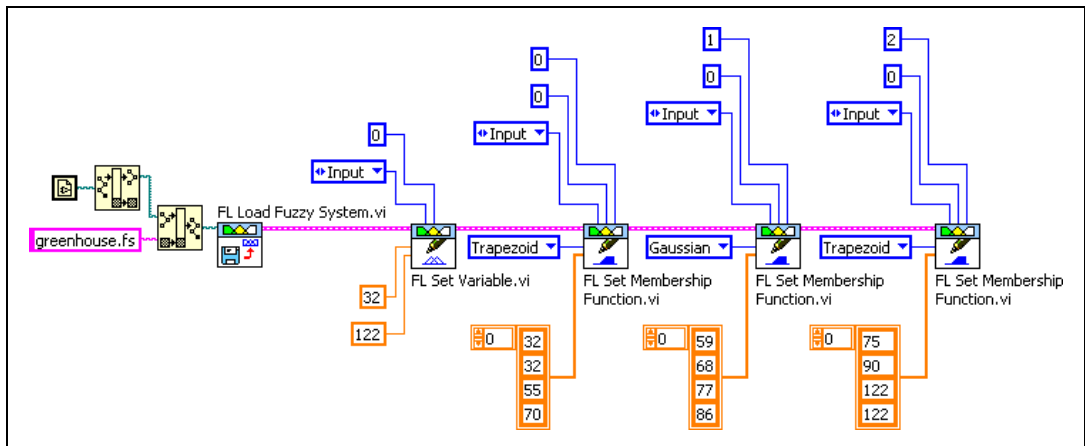 1
2
0
0
0
0
0
Input
Input
Input
0
Input
FL Load Fuzzy System.vi
greenhouse.fs
Trapezoid
Gaussian
Trapezoid
FL Set Variable.vi
FL Set Membership
Function.vi
FL Set Membership
Function.vi
FL Set Membership
Function.vi
32
122
0
32
32
55
70
0
59
68
77
86
0
75
90
122
122